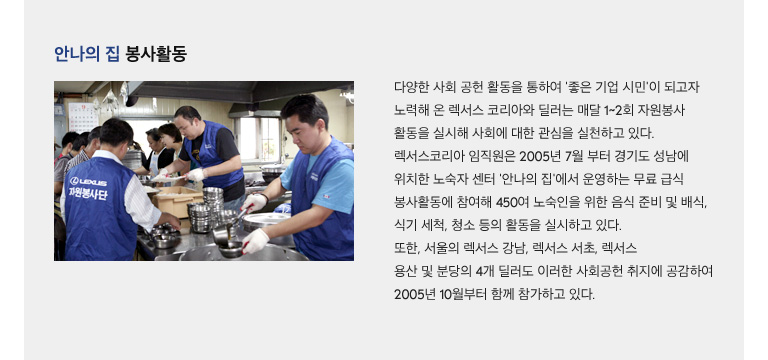 안나의 집 봉사활동
다양한 사회 공헌 활동을 통하여 '좋은 기업 시민'이 되고자
노력해 온 렉서스 코리아와 딜러는 매달 1~2회 자원봉사
활동을 실시해 사회에 대한 관심을 실천하고 있다.
렉서스코리아 임직원은 2005년 7월 부터 경기도 성남에
위치한 노숙자 센터 '안나의 집'에서 운영하는 무료 급식
봉사활동에 참여해 450여 노숙인을 위한 음식 준비 및 배식,
식기 세척, 청소 등의 활동을 실시하고 있다.
또한, 서울의 렉서스 강남, 렉서스 서초, 렉서스
용산 및 분당의 4개 딜러도 이러한 사회공헌 취지에 공감하여
2005년 10월부터 함께 참가하고 있다.
LEXUS
자원봉사단